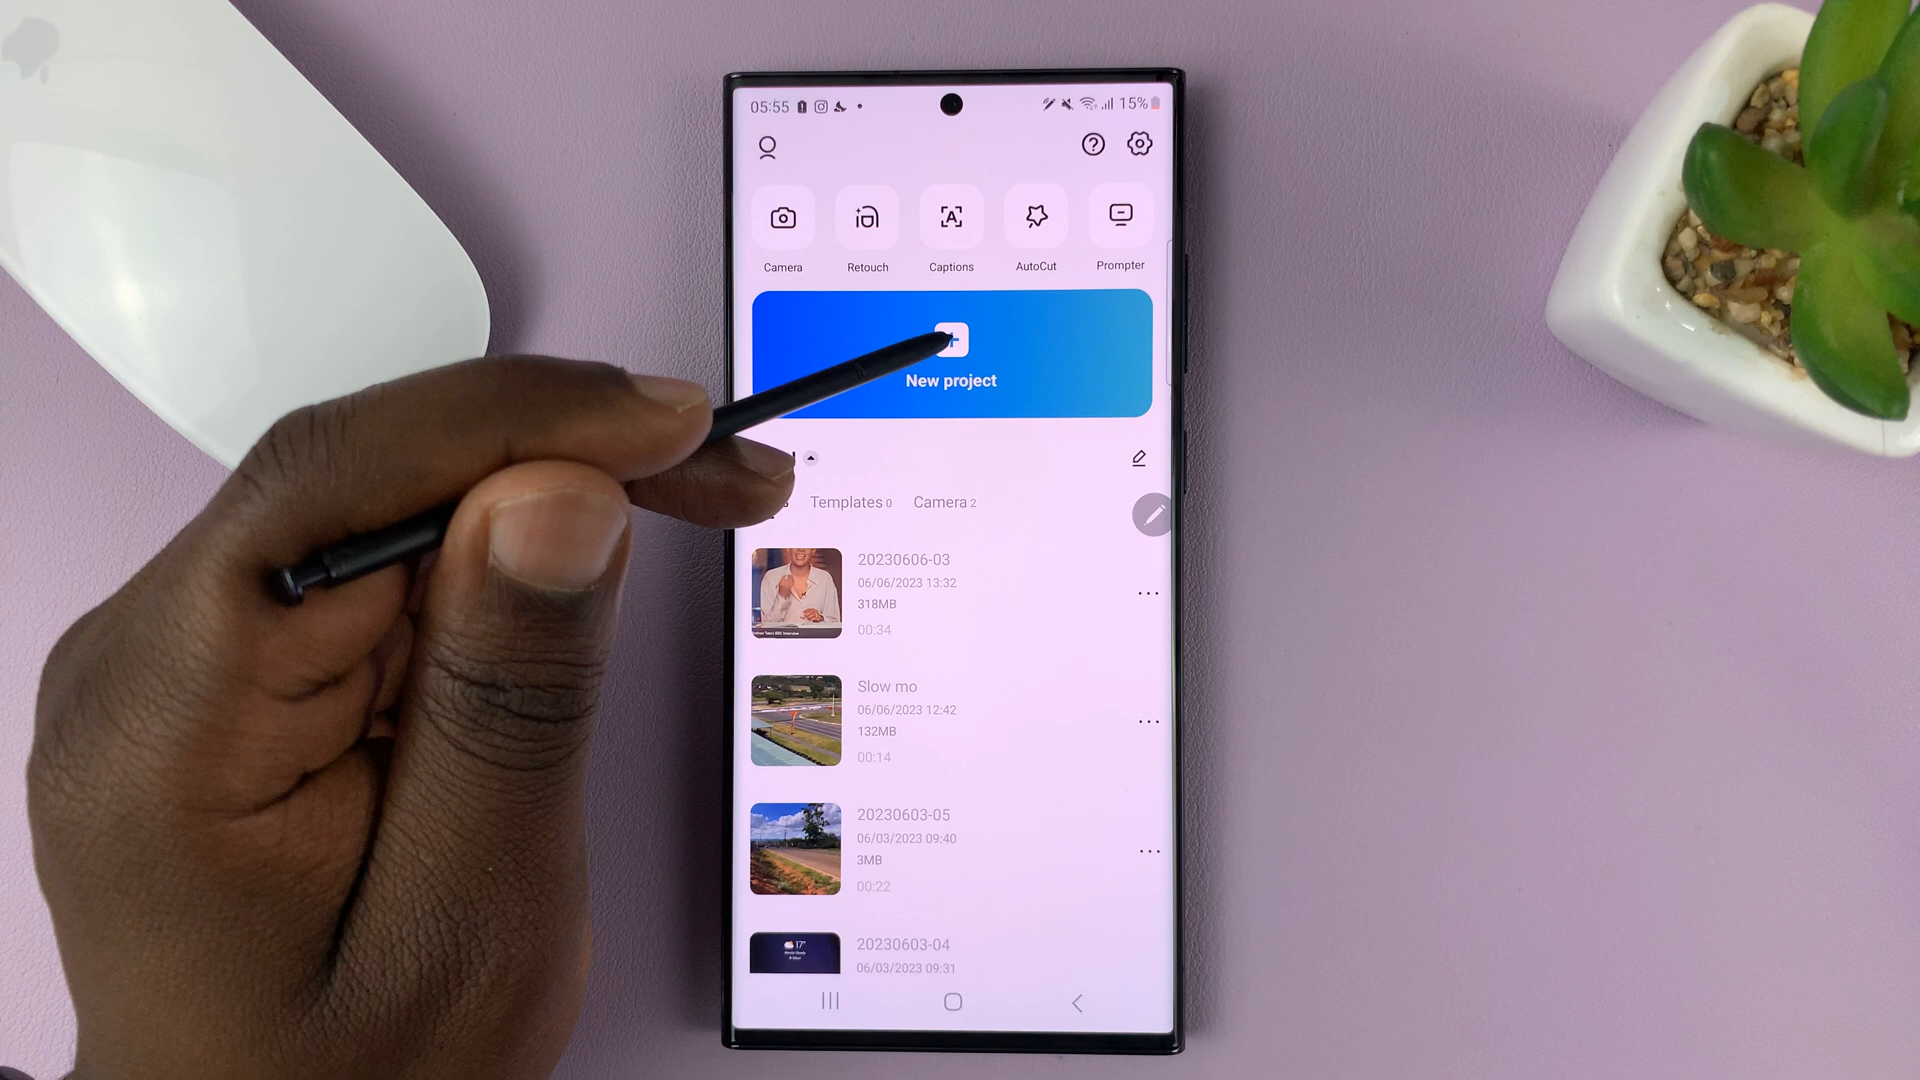 05:55 15%
Camera Retouch Captions AutoCut Prompter
New project
Templates 0 Camera 2
20230606-03
06/06/2023 13:32
318MB
00:34
Slow mo
06/06/2023 12:42
132MB
00:14
20230603-05
06/03/2023 09:40
3MB
00:22
17°
20230603-04
06/03/2023 09:31